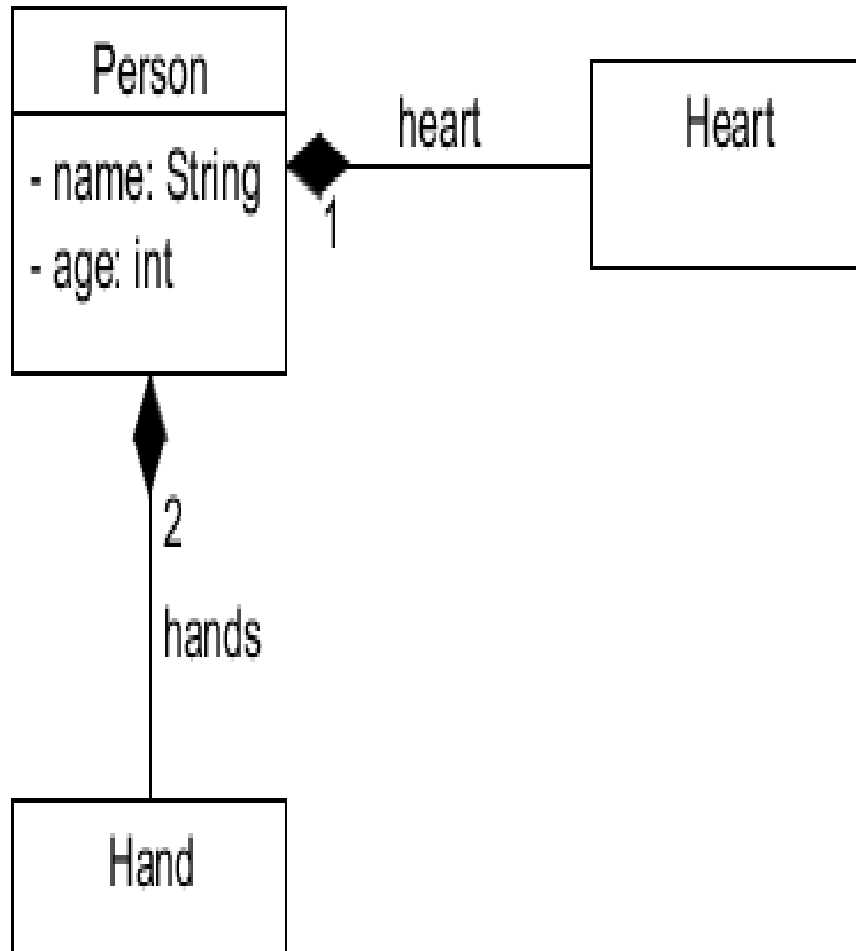 Person
- name: String
- age: int
heart
1
Heart
2
hands
Hand